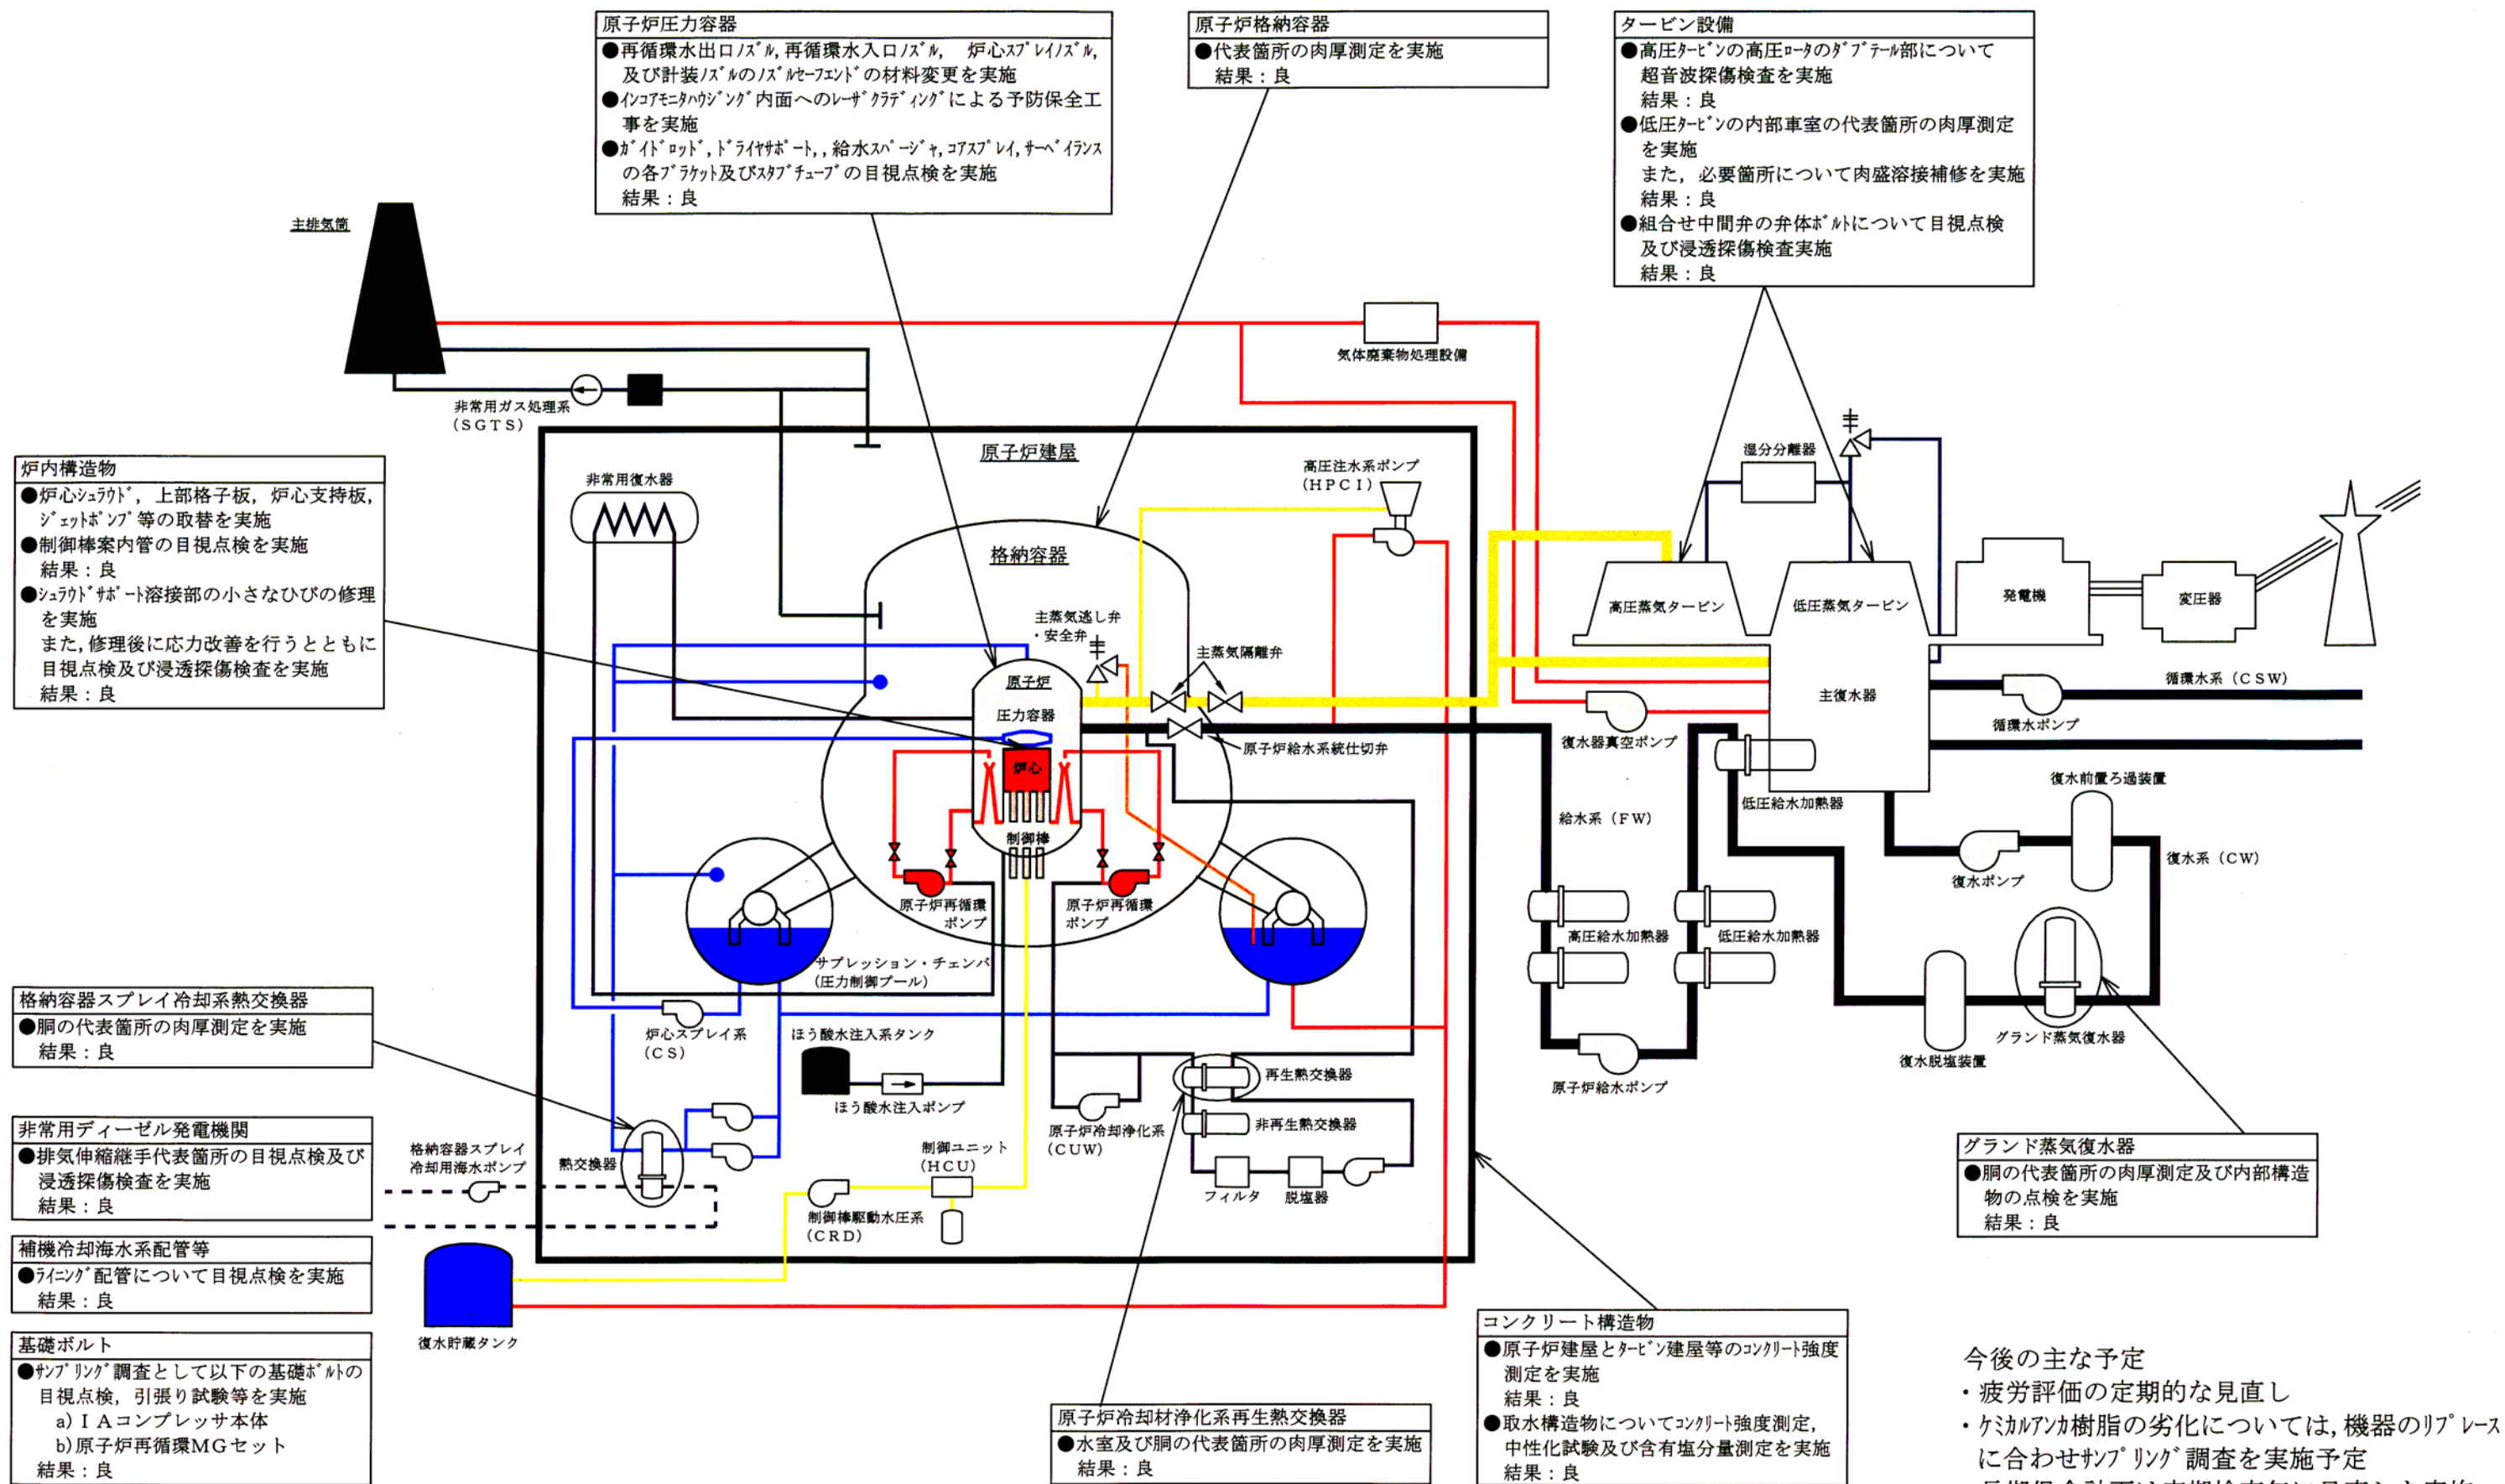 原子炉圧力容器
●再循環水出口ﾉｽﾞﾙ,再循環水入口ﾉｽﾞﾙ, 炉心ｽﾌﾟﾚｲﾉｽﾞﾙ,
及び計装ﾉｽﾞﾙのﾉｽﾞﾙｾｰﾌｴﾝﾄﾞの材料変更を実施
●ｲﾝｺｱﾓﾆﾀﾊｳｼﾞﾝｸﾞ内面へのﾚｰｻﾞｸﾗﾃﾞｨﾝｸﾞによる予防保全工
事を実施
●ｶﾞｲﾄﾞﾛｯﾄﾞ,ﾄﾞﾗｲﾔｻﾎﾟｰﾄ,,給水ｽﾊﾟｰｼﾞｬ,ｺｱｽﾌﾟﾚｲ,ｻｰﾍﾞｲﾗﾝｽ
の各ﾌﾞﾗｹｯﾄ及びｽﾀﾌﾞﾁｭｰﾌﾞの目視点検を実施
結果：良
原子炉格納容器
●代表箇所の肉厚測定を実施
結果：良
タービン設備
●高圧ﾀｰﾋﾞﾝの高圧ﾛｰﾀのﾀﾞﾌﾞﾃｰﾙ部について
超音波探傷検査を実施
結果：良
●低圧ﾀｰﾋﾞﾝの内部車室の代表箇所の肉厚測定
を実施
また，必要箇所について肉盛溶接補修を実施
結果：良
●組合せ中間弁の弁体ﾎﾞﾙﾄについて目視点検
及び浸透探傷検査実施
結果：良
主排気筒
気体廃棄物処理設備
非常用ガス処理系
(SGTS)
炉内構造物
●炉心ｼｭﾗｳﾄﾞ，上部格子板，炉心支持板,
ｼﾞｪｯﾄﾎﾟﾝﾌﾟ等の取替を実施
●制御棒案内管の目視点検を実施
結果：良
●ｼｭﾗｳﾄﾞｻﾎﾟｰﾄ溶接部の小さなひびの修理
を実施
また,修理後に応力改善を行うとともに
目視点検及び浸透探傷検査を実施
結果：良
原子炉建屋
非常用復水器
高圧注水系ポンプ
(HPCI)
湿分分離器
格納容器
高圧蒸気タービン
低圧蒸気タービン
発電機
変圧器
主蒸気逃し弁
・安全弁
主蒸気隔離弁
原子炉
圧力容器
主復水器
循環水系（CSW）
循環水ポンプ
復水器真空ポンプ
原子炉給水系統仕切弁
炉心
復水前置ろ過装置
低圧給水加熱器
給水系（FW）
制御棒
復水系（CW）
復水ポンプ
原子炉再循環
ポンプ
原子炉再循環
ポンプ
高圧給水加熱器
低圧給水加熱器
サプレッション・チェンバ
(圧力制御プール)
格納容器スプレイ冷却系熱交換器
●胴の代表箇所の肉厚測定を実施
結果：良
炉心スプレイ系
(CS)
ほう酸水注入系タンク
グランド蒸気復水器
復水脱塩装置
再生熱交換器
原子炉給水ポンプ
ほう酸水注入ポンプ
非常用ディーゼル発電機関
●排気伸縮継手代表箇所の目視点検及び
浸透探傷検査を実施
結果：良
格納容器スプレイ
冷却用海水ポンプ
熱交換器
制御ユニット
(HCU)
原子炉冷却浄化系
(CUW)
非再生熱交換器
フィルタ
脱塩器
制御棒駆動水圧系
(CRD)
グランド蒸気復水器
●胴の代表箇所の肉厚測定及び内部構造
物の点検を実施
結果：良
補機冷却海水系配管等
●ﾗｲﾆﾝｸﾞ配管について目視点検を実施
結果：良
復水貯蔵タンク
基礎ボルト
●ｻﾝﾌﾟﾘﾝｸﾞ調査として以下の基礎ﾎﾞﾙﾄの
目視点検，引張り試験等を実施
a)ＩＡコンプレッサ本体
b)原子炉再循環ＭＧセット
結果：良
原子炉冷却材浄化系再生熱交換器
●水室及び胴の代表箇所の肉厚測定を実施
結果：良
コンクリート構造物
●原子炉建屋とﾀｰﾋﾞﾝ建屋等のｺﾝｸﾘｰﾄ強度
測定を実施
結果：良
●取水構造物についてｺﾝｸﾘｰﾄ強度測定,
中性化試験及び含有塩分量測定を実施
結果：良
今後の主な予定
・疲労評価の定期的な見直し
・ｹﾐｶﾙｱﾝｶ樹脂の劣化については,機器のﾘﾌﾟﾚｰｽ
に合わせｻﾝﾌﾟﾘﾝｸﾞ調査を実施予定